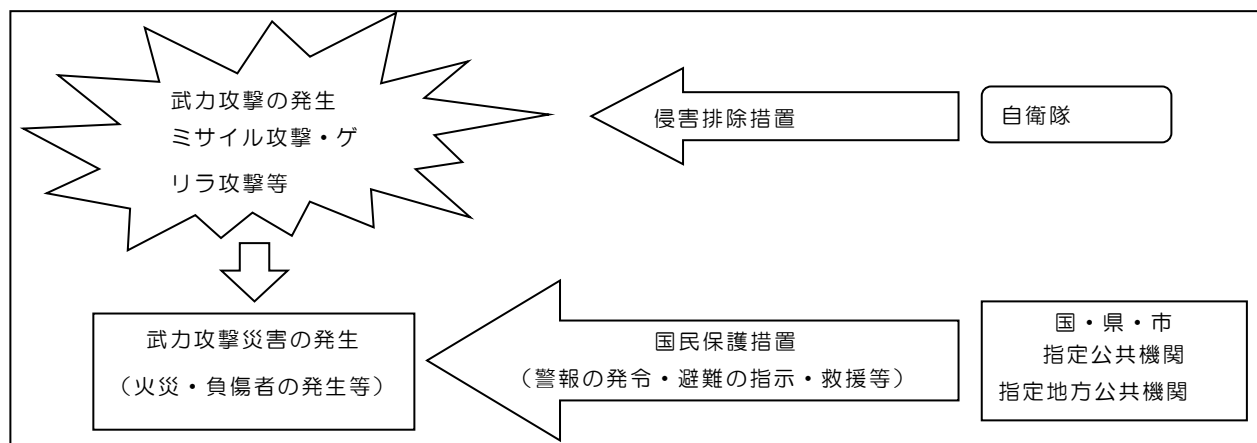 武力攻撃の発生
ミサイル攻撃・ゲ
リラ攻撃等
侵害排除措置
自衛隊
武力攻撃災害の発生
（火災・負傷者の発生等）
国民保護措置
（警報の発令・避難の指示・救援等）
国・県・市
指定公共機関
指定地方公共機関